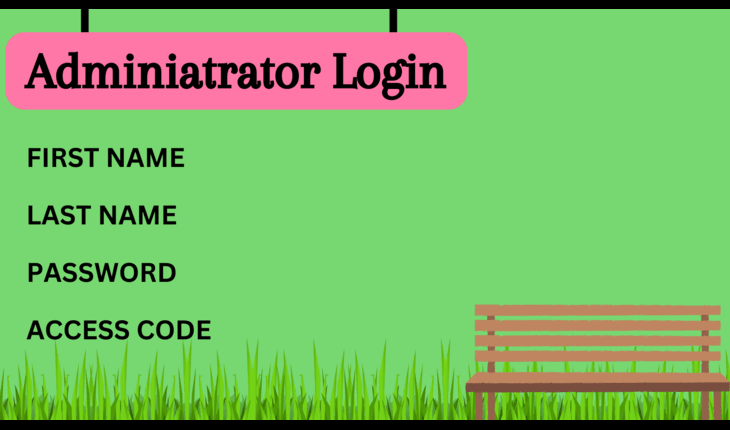 Adminiatrator Login
FIRST NAME
LAST NAME
PASSWORD
ACCESS CODE